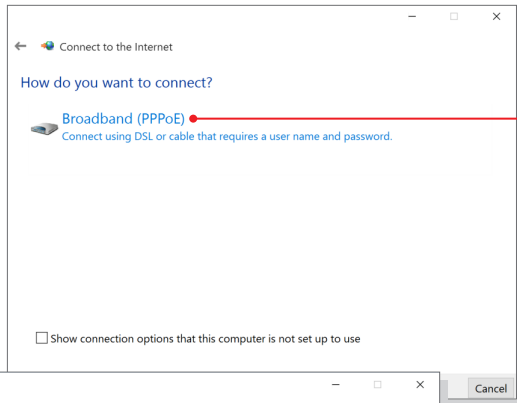 Connect to the Internet
How do you want to connect?
Broadband (PPPoE)
Connect using DSL or cable that requires a user name and password.
Show connection options that this computer is not set up to use
Cancel